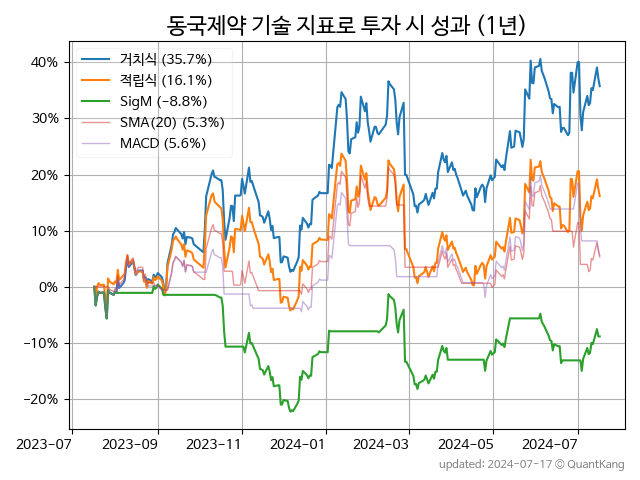 동국제약 기술 지표로 투자 시 성과 (1년)
거치식 (35.7%)
적립식 (16.1%)
SigM (−8.8%)
SMA(20) (5.3%)
MACD (5.6%)
40%
30%
20%
10%
0%
−10%
−20%
2023-07 2023-09 2023-11 2024-01 2024-03 2024-05 2024-07
updated: 2024-07-17 © QuantKang